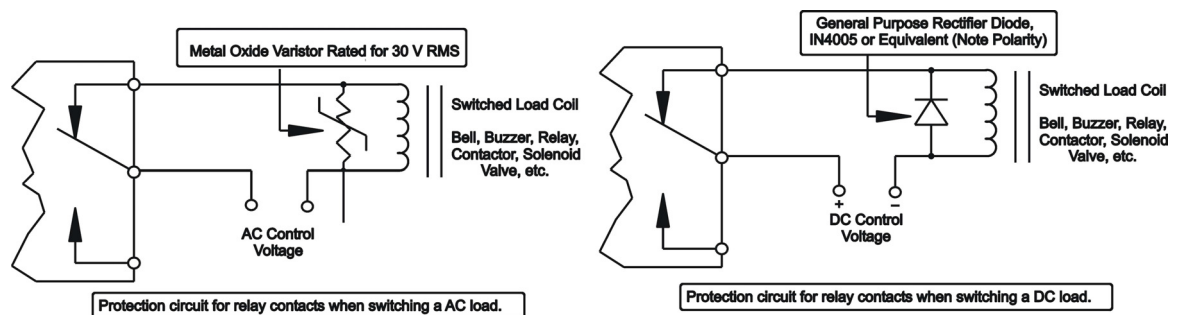 Metal Oxide Varistor Rated for 30 V RMS
Switched Load Coil
Bell, Buzzer, Relay,
Contactor, Solenoid
Valve, etc.
AC Control
Voltage
Protection circuit for relay contacts when switching a AC load.
General Purpose Rectifier Diode,
IN4005 or Equivalent (Note Polarity)
Switched Load Coil
Bell, Buzzer, Relay,
Contactor, Solenoid
Valve, etc.
+ −
DC Control
Voltage
Protection circuit for relay contacts when switching a DC load.